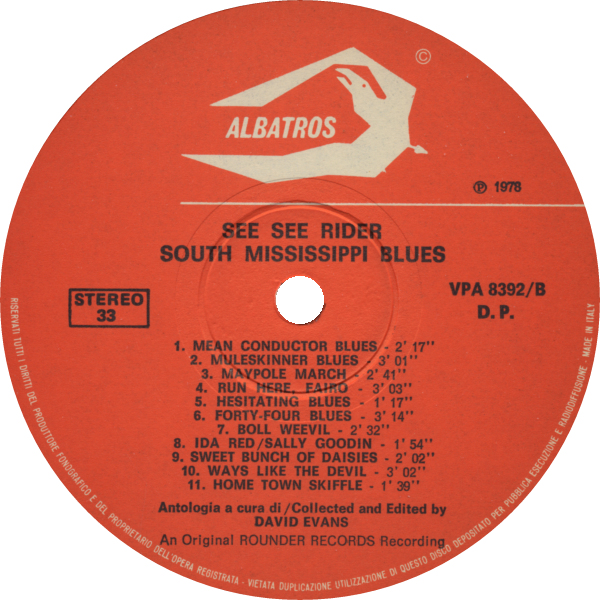 ©
ALBATROS
℗ 1978
SEE SEE RIDER
SOUTH MISSISSIPPI BLUES
STEREO
33
VPA 8392/B
D. P.
1. MEAN CONDUCTOR BLUES - 2' 17''
2. MULESKINNER BLUES - 3' 01''
3. MAYPOLE MARCH - 2' 41''
4. RUN HERE, FAIRO - 3' 03''
5. HESITATING BLUES - 1' 17''
6. FORTY-FOUR BLUES - 3' 14''
7. BOLL WEEVIL - 2' 32''
8. IDA RED/SALLY GOODIN - 1' 54''
9. SWEET BUNCH OF DAISIES - 2' 02''
10. WAYS LIKE THE DEVIL - 3' 02''
11. HOME TOWN SKIFFLE - 1' 39''
Antologia a cura di/Collected and Edited by
DAVID EVANS
An Original ROUNDER RECORDS Recording
RISERVATI TUTTI I DIRITTI DEL PRODUTTORE FONOGRAFICO E DEL PROPRIETARIO DELL'OPERA REGISTRATA - VIETATA DUPLICAZIONE UTILIZZAZIONE DI QUESTO DISCO DEPOSITATO PER PUBBLICA ESECUZIONE E RADIODIFFUSIONE - MADE IN ITALY